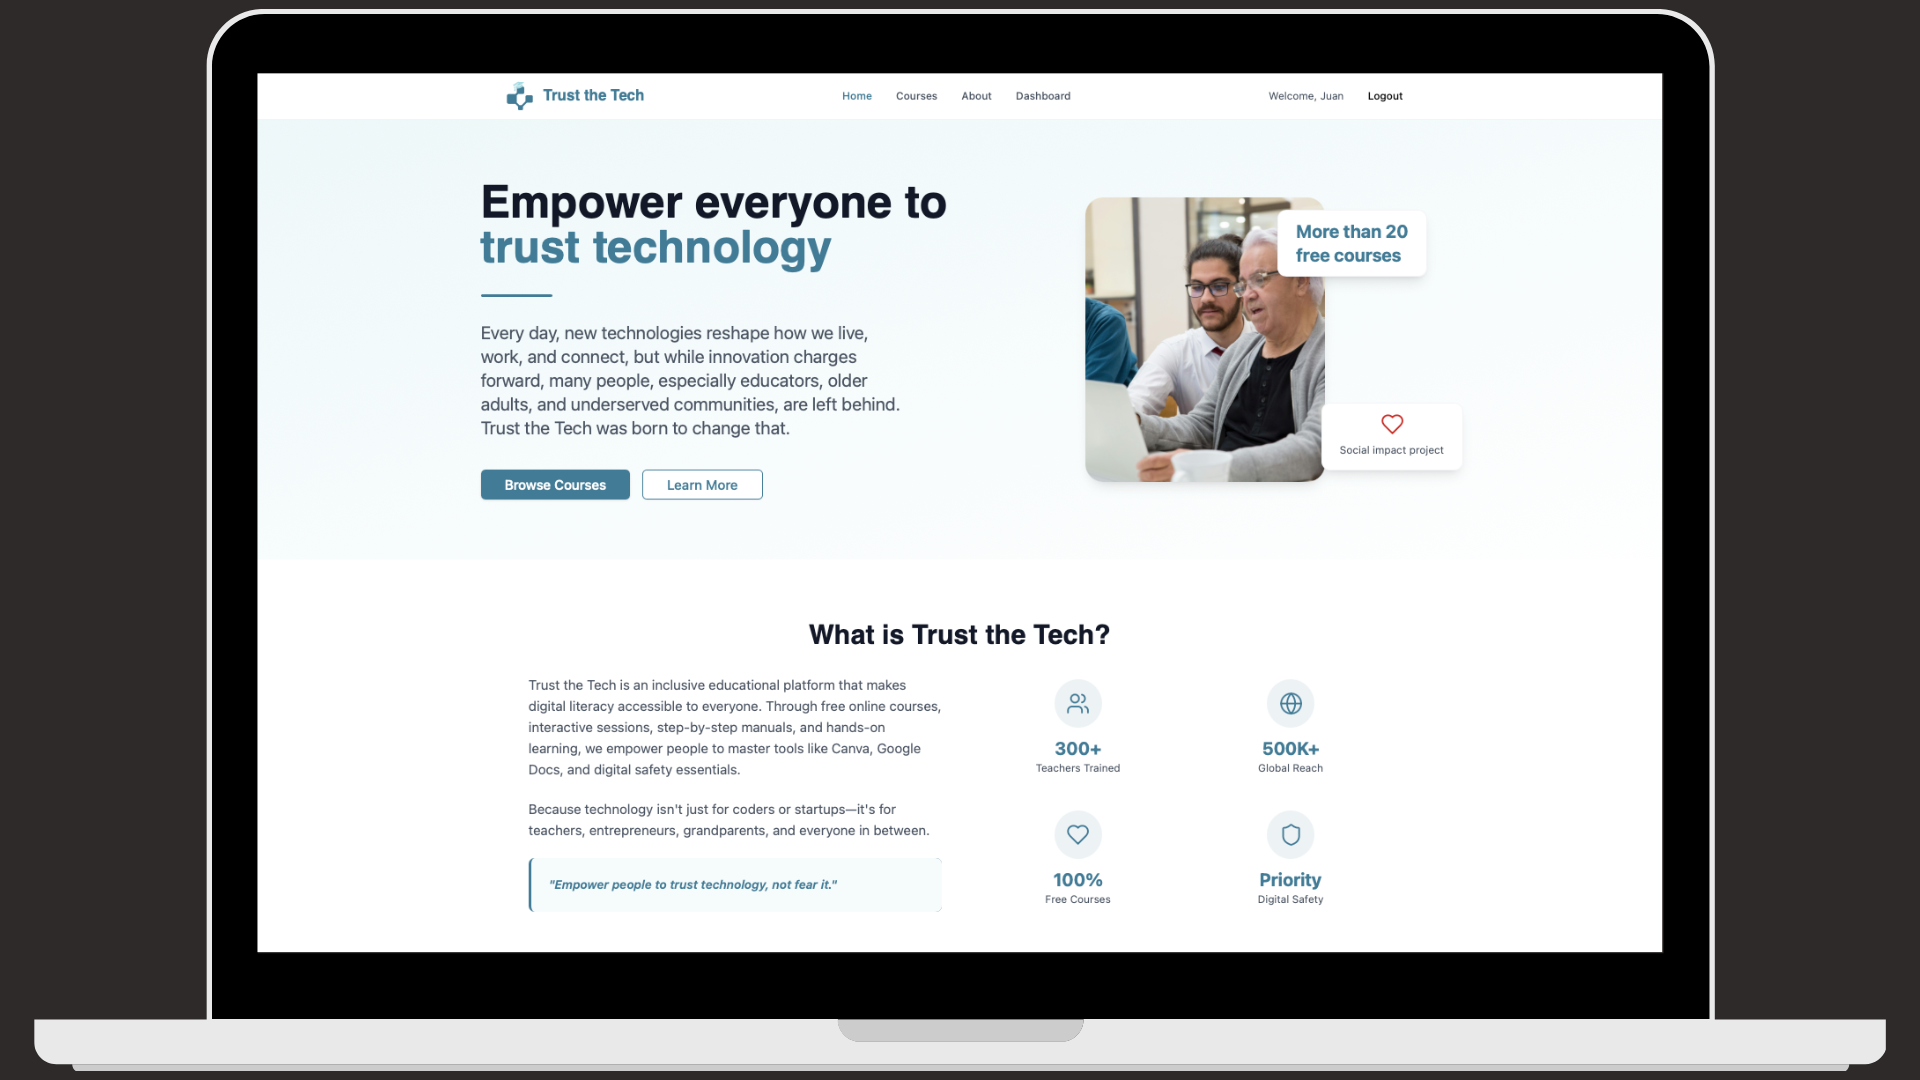 Trust the Tech
Home
Courses
About
Dashboard
Welcome, Juan
Logout
Empower everyone to
trust technology
Every day, new technologies reshape how we live,
work, and connect, but while innovation charges
forward, many people, especially educators, older
adults, and underserved communities, are left behind.
Trust the Tech was born to change that.
Browse Courses
Learn More
More than 20
free courses
Social impact project
What is Trust the Tech?
Trust the Tech is an inclusive educational platform that makes
digital literacy accessible to everyone. Through free online courses,
interactive sessions, step-by-step manuals, and hands-on
learning, we empower people to master tools like Canva, Google
Docs, and digital safety essentials.
Because technology isn't just for coders or startups—it's for
teachers, entrepreneurs, grandparents, and everyone in between.
"Empower people to trust technology, not fear it."
300+
Teachers Trained
500K+
Global Reach
100%
Free Courses
Priority
Digital Safety